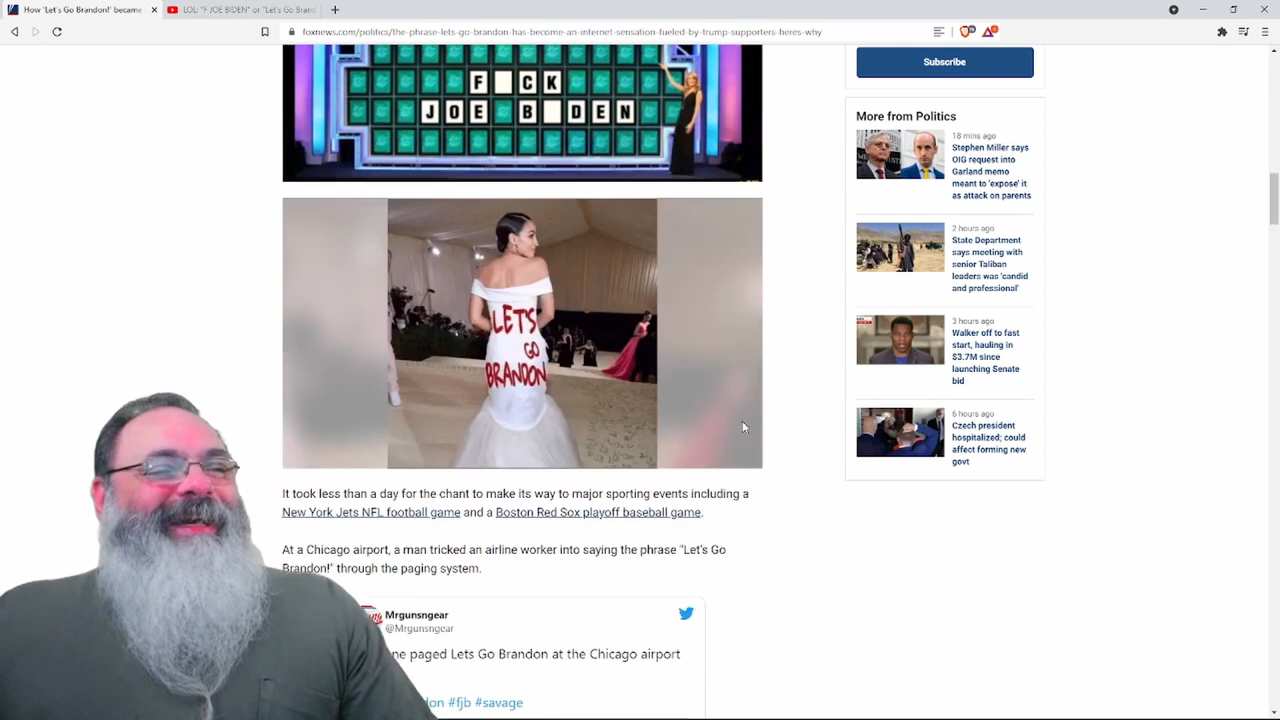 How 'Let's Go Brandon!' became
LOL: "F JOE BIDEN" or "Let's Go Brand
foxnews.com/politics/the-phrase-lets-go-brandon-has-become-an-internet-sensation-fueled-by-trump-supporters-heres-why
F CK
JOE B DEN
LETS
GO
BRANDON
It took less than a day for the chant to make its way to major sporting events including a
New York Jets NFL football game and a Boston Red Sox playoff baseball game.
At a Chicago airport, a man tricked an airline worker into saying the phrase "Let's Go
Brandon!" through the paging system.
Mrgunsngear
@Mrgunsngear
ne paged Lets Go Brandon at the Chicago airport
don #fjb #savage
Subscribe
More from Politics
18 mins ago
Stephen Miller says
OIG request into
Garland memo
meant to 'expose' it
as attack on parents
2 hours ago
State Department
says meeting with
senior Taliban
leaders was 'candid
and professional'
3 hours ago
Walker off to fast
start, hauling in
$3.7M since
launching Senate
bid
6 hours ago
Czech president
hospitalized; could
affect forming new
govt